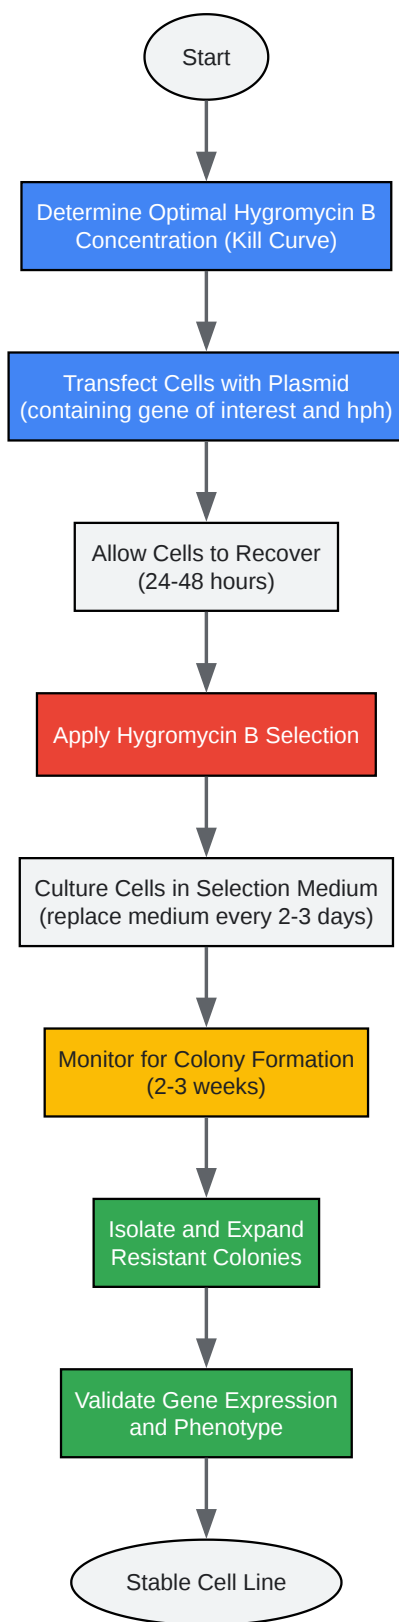 Start
Determine Optimal Hygromycin B
Concentration (Kill Curve)
Transfect Cells with Plasmid
(containing gene of interest and hph)
Allow Cells to Recover
(24-48 hours)
Apply Hygromycin B Selection
Culture Cells in Selection Medium
(replace medium every 2-3 days)
Monitor for Colony Formation
(2-3 weeks)
Isolate and Expand
Resistant Colonies
Validate Gene Expression
and Phenotype
Stable Cell Line